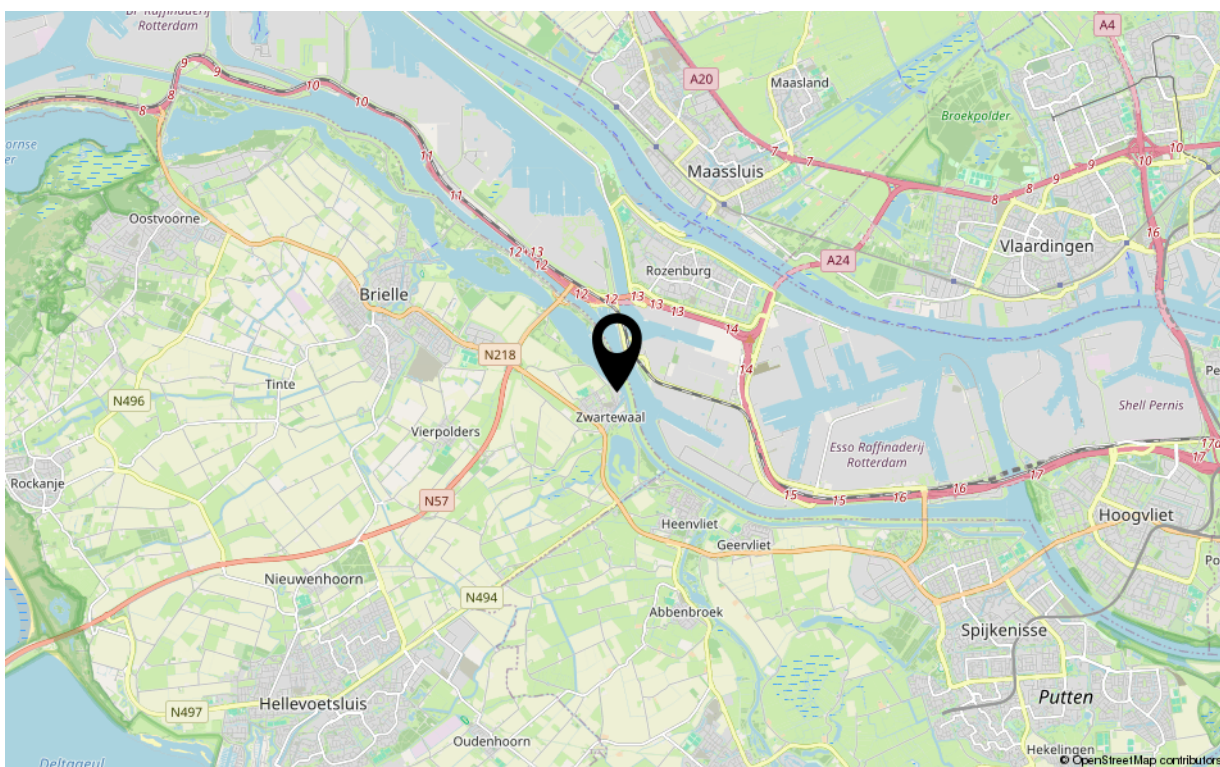 BP Raffinaderij
Rotterdam
A4
A20
Maasland
Broekpolder
9
9
8
8
10
10
7
7
Maassluis
10
10
9
8
8
11
11
Oostvoorne
16
Vlaardingen
12+13
12
A24
Rozenburg
Brielle
12
12
13
13
13
14
N218
14
Tinte
N496
Zwartewaal
Shell Pernis
Vierpolders
Esso Raffinaderij
Rotterdam
17
Rockanje
17
16
N57
15
15
16
Hoogvliet
Heenvliet
Geervliet
Nieuwenhoorn
N494
Abbenbroek
Spijkenisse
Putten
Hellevoetsluis
N497
Oudenhoorn
Hekelingen
© OpenStreetMap contributors